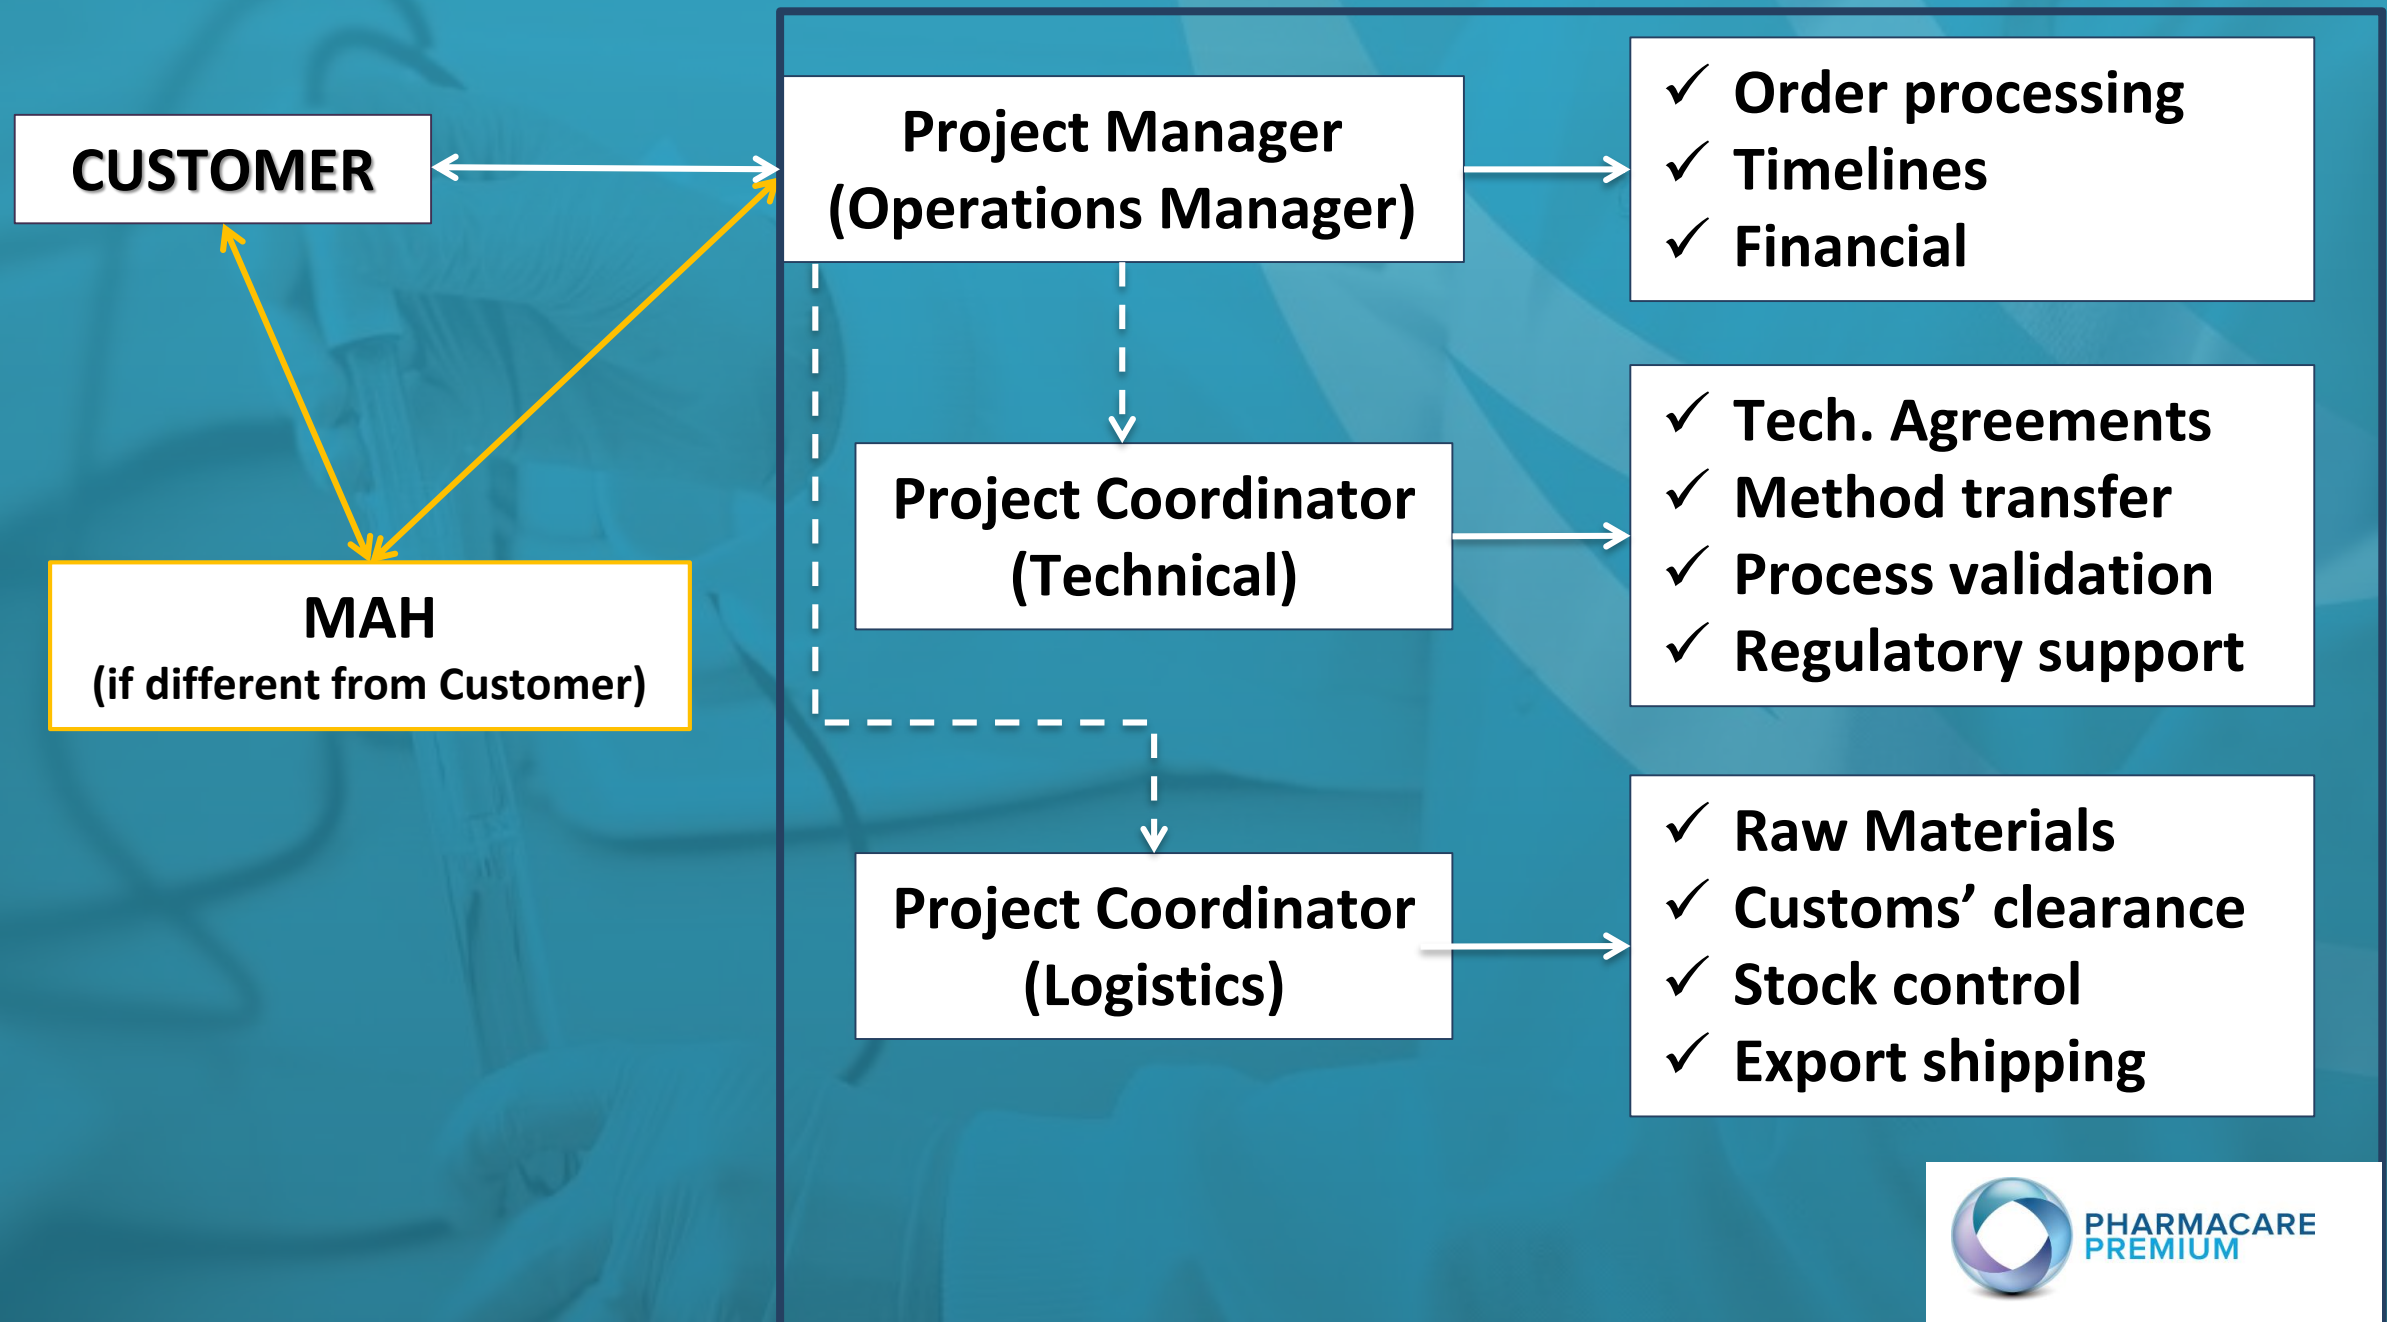 CUSTOMER
MAH
(if different from Customer)
Project Manager
(Operations Manager)
✓ Order processing
✓ Timelines
✓ Financial
Project Coordinator
(Technical)
✓ Tech. Agreements
✓ Method transfer
✓ Process validation
✓ Regulatory support
Project Coordinator
(Logistics)
✓ Raw Materials
✓ Customs’ clearance
✓ Stock control
✓ Export shipping
PHARMACARE
PREMIUM